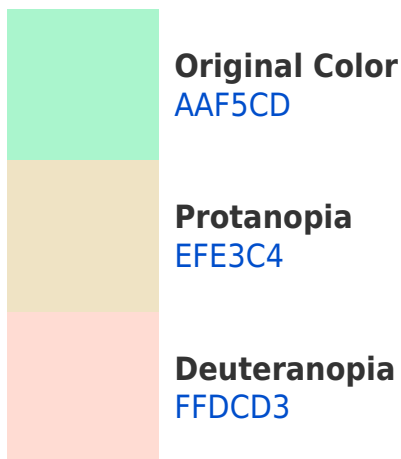 Original Color
AAF5CD
Protanopia
EFE3C4
Deuteranopia
FFDCD3